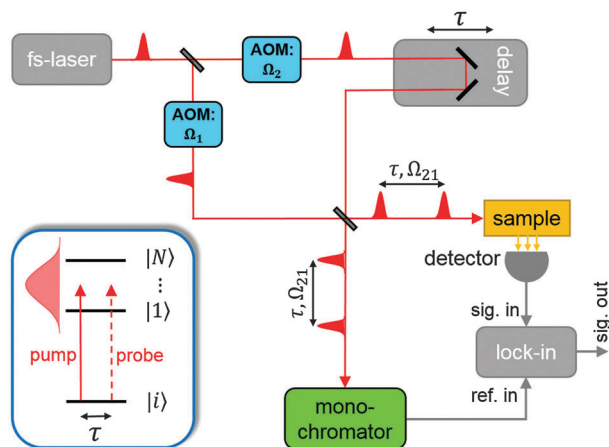 fs-laser
AOM:
Ω₂
τ
delay
AOM:
Ω₁
τ, Ω₂₁
sample
detector
τ, Ω₂₁
sig. in
sig. out
lock-in
ref. in
mono-
chromator
|N⟩
⋮
|1⟩
pump
probe
|i⟩
τ